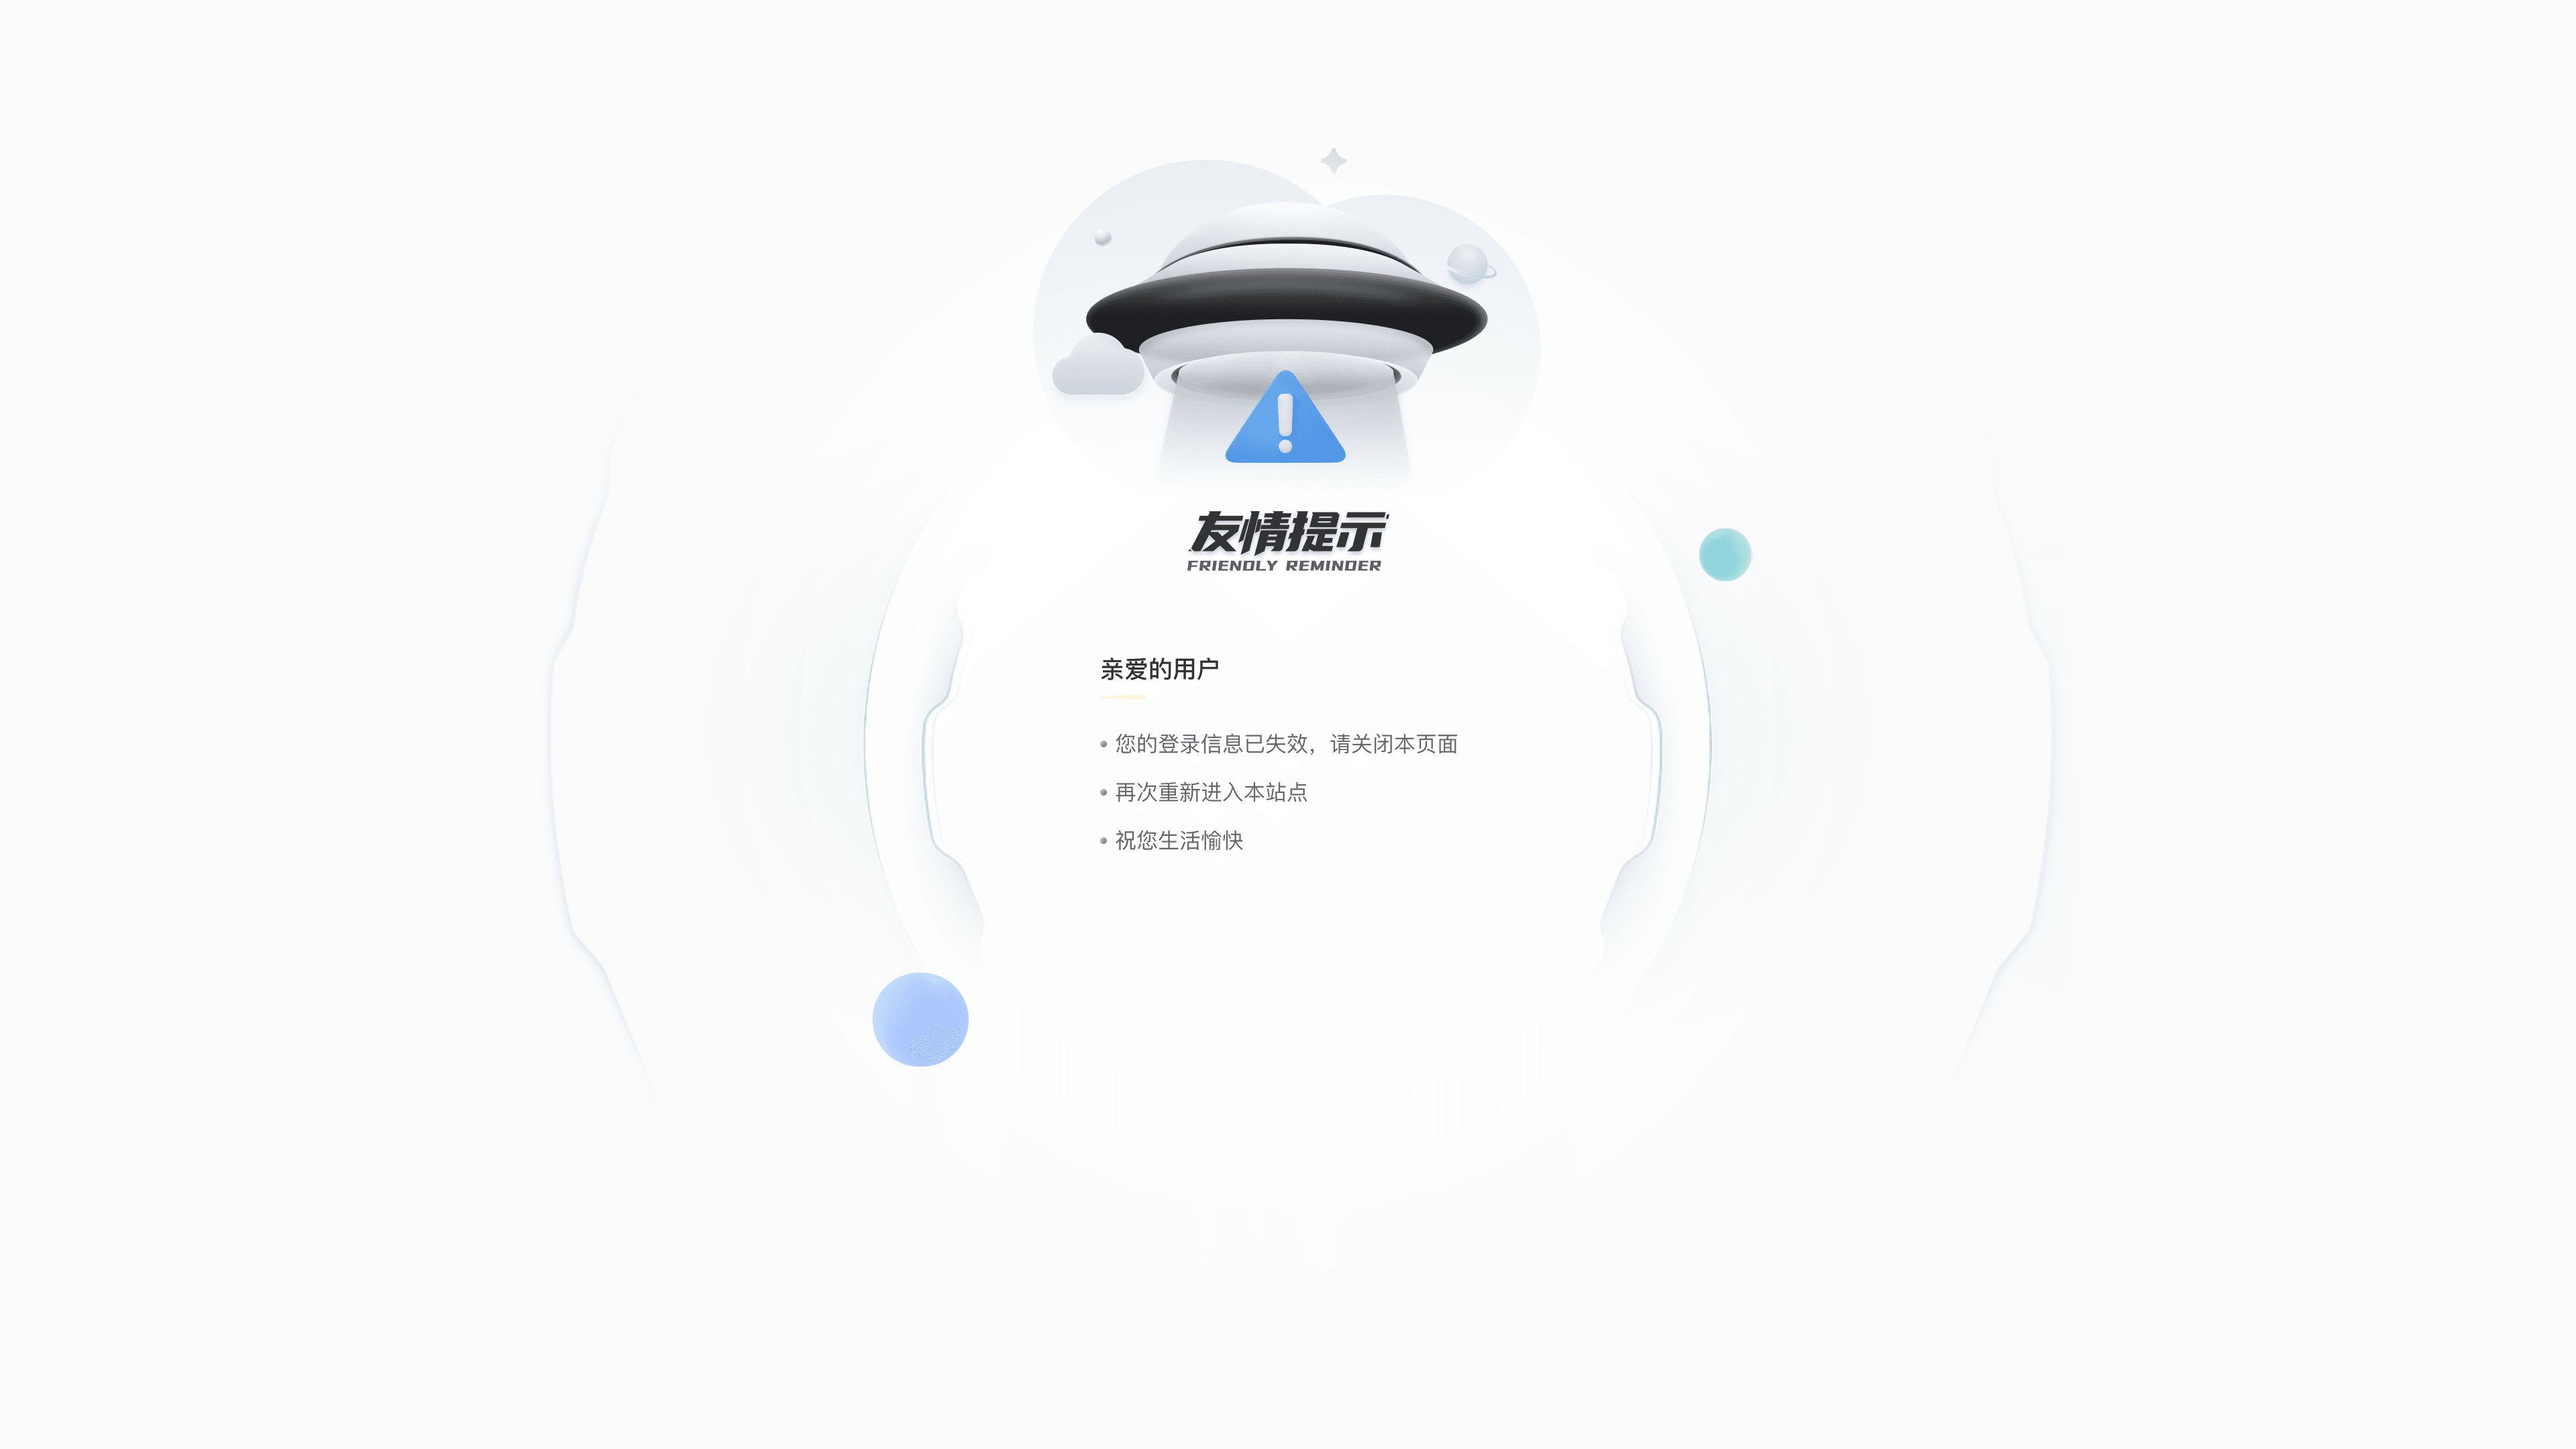 友情提示
FRIENDLY REMINDER
亲爱的用户
您的登录信息已失效，请关闭本页面
再次重新进入本站点
祝您生活愉快